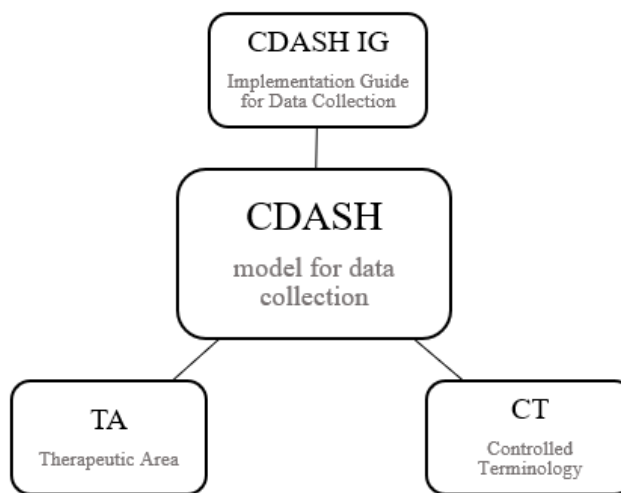 CDASH IG
Implementation Guide
for Data Collection
CDASH
model for data
collection
TA
Therapeutic Area
CT
Controlled
Terminology